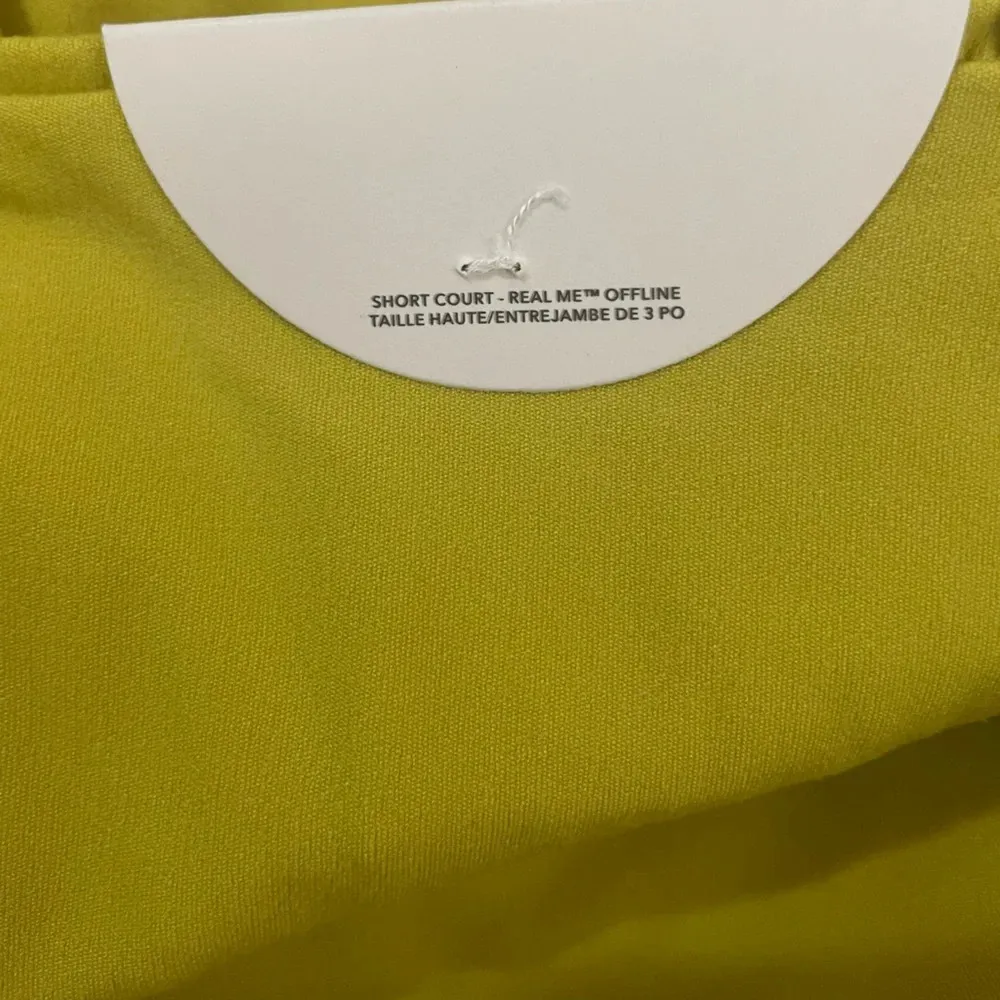 SHORT COURT - REAL ME™ OFFLINE
TAILLE HAUTE/ENTREJAMBE DE 3 PO